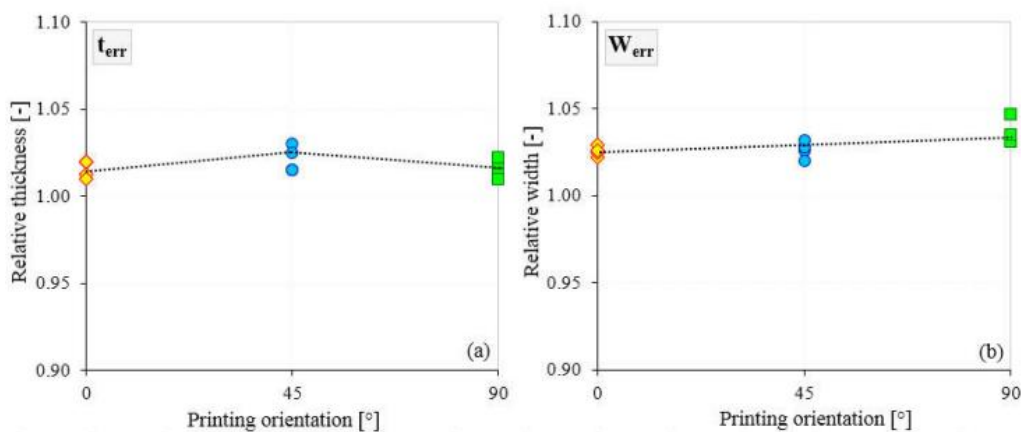 t_err
Relative thickness [-]
1.10
1.05
1.00
0.95
0.90
0
45
90
Printing orientation [°]
(a)
W_err
Relative width [-]
1.10
1.05
1.00
0.95
0.90
0
45
90
Printing orientation [°]
(b)